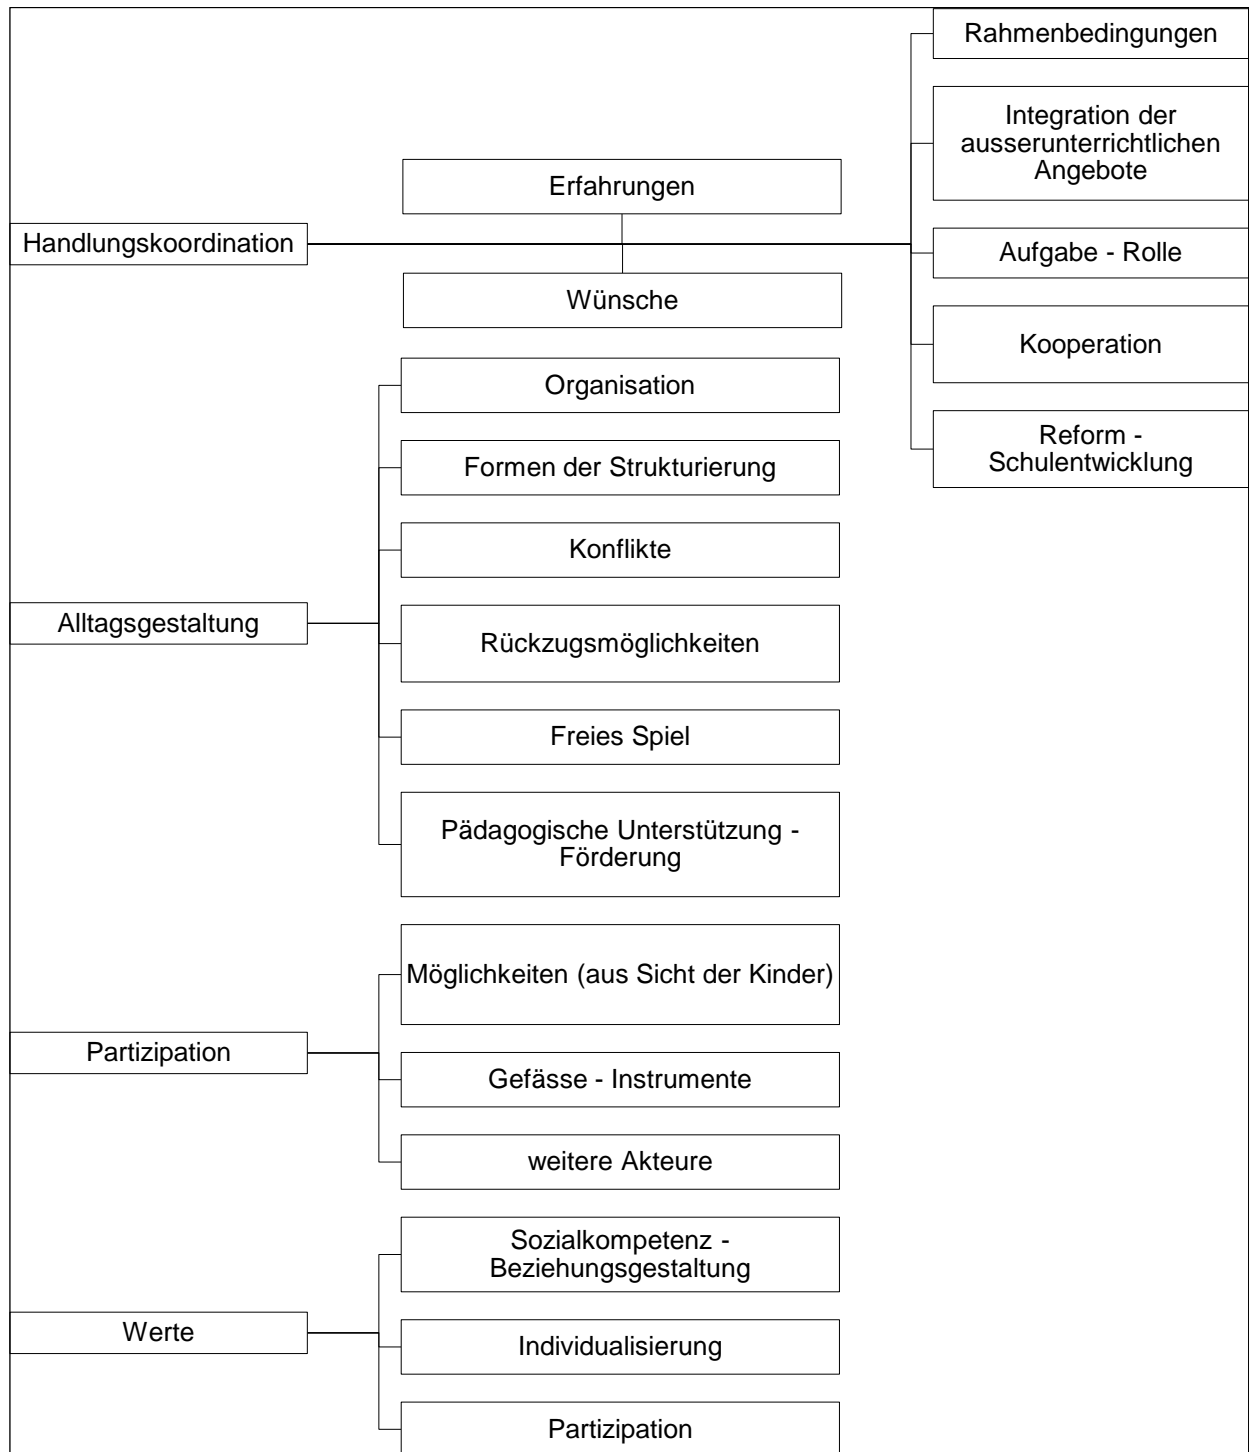 Handlungskoordination
Erfahrungen
Wünsche
Rahmenbedingungen
Integration der
ausserunterrichtlichen
Angebote
Aufgabe - Rolle
Kooperation
Reform -
Schulentwicklung
Alltagsgestaltung
Organisation
Formen der Strukturierung
Konflikte
Rückzugsmöglichkeiten
Freies Spiel
Pädagogische Unterstützung -
Förderung
Partizipation
Möglichkeiten (aus Sicht der Kinder)
Gefässe - Instrumente
weitere Akteure
Werte
Sozialkompetenz -
Beziehungsgestaltung
Individualisierung
Partizipation